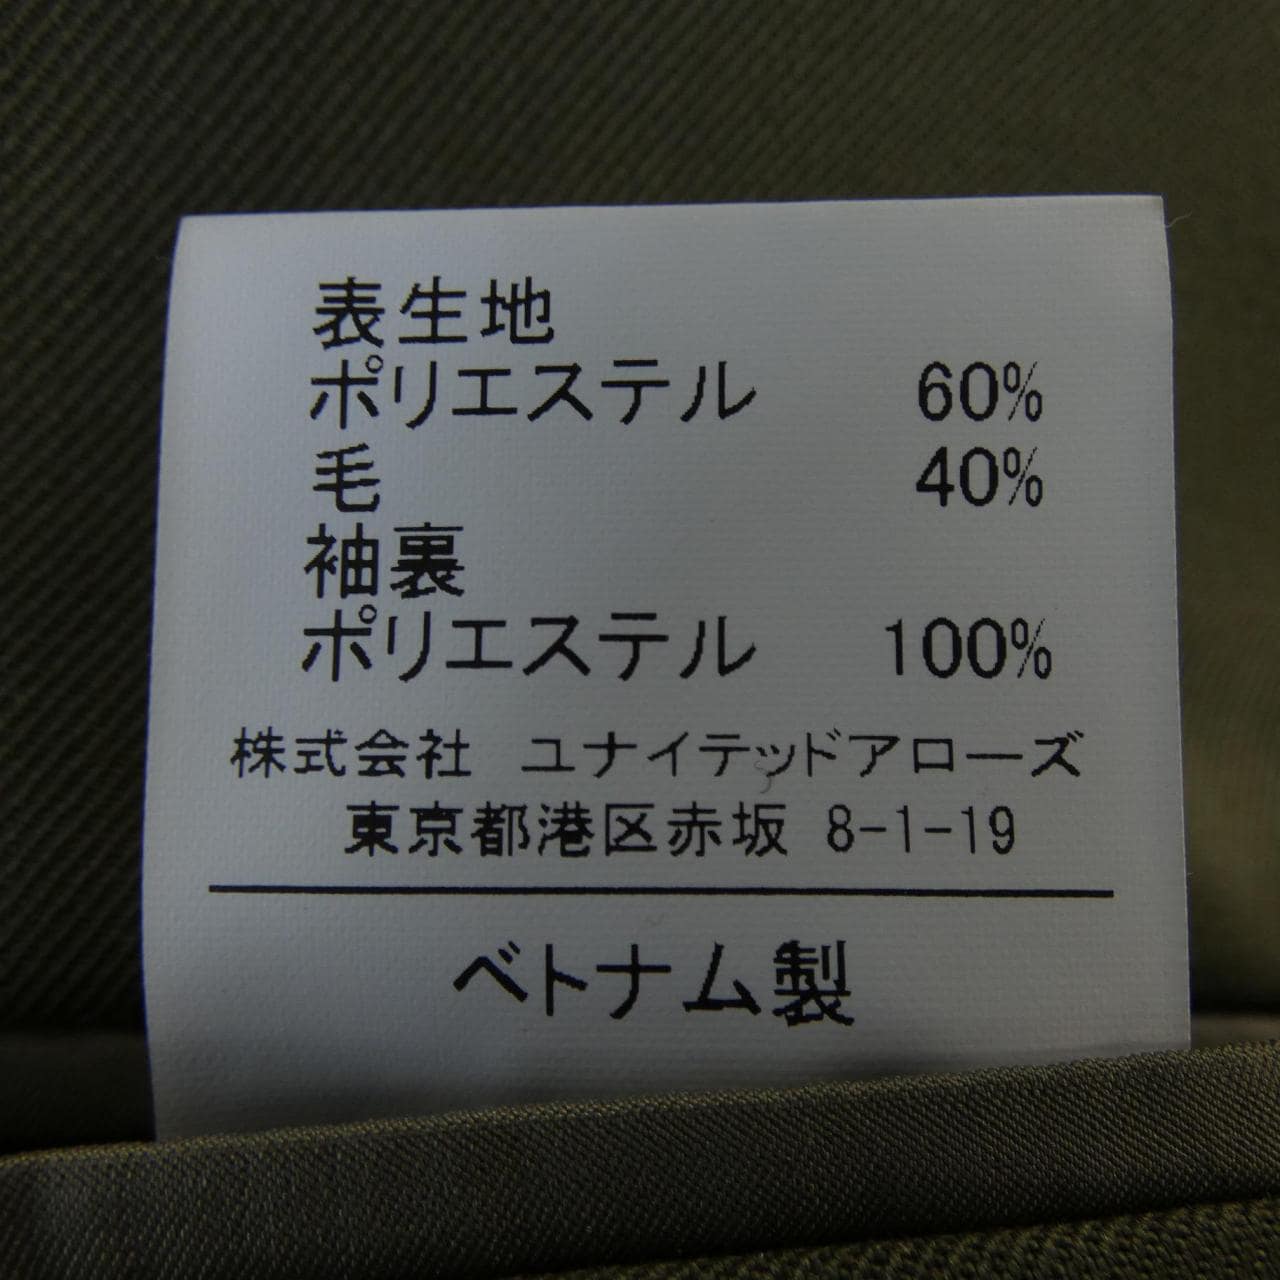 表生地
ポリエステル 60%
毛 40%
袖裏
ポリエステル 100%
株式会社 ユナイテッドアローズ
東京都港区赤坂 8-1-19
ベトナム製